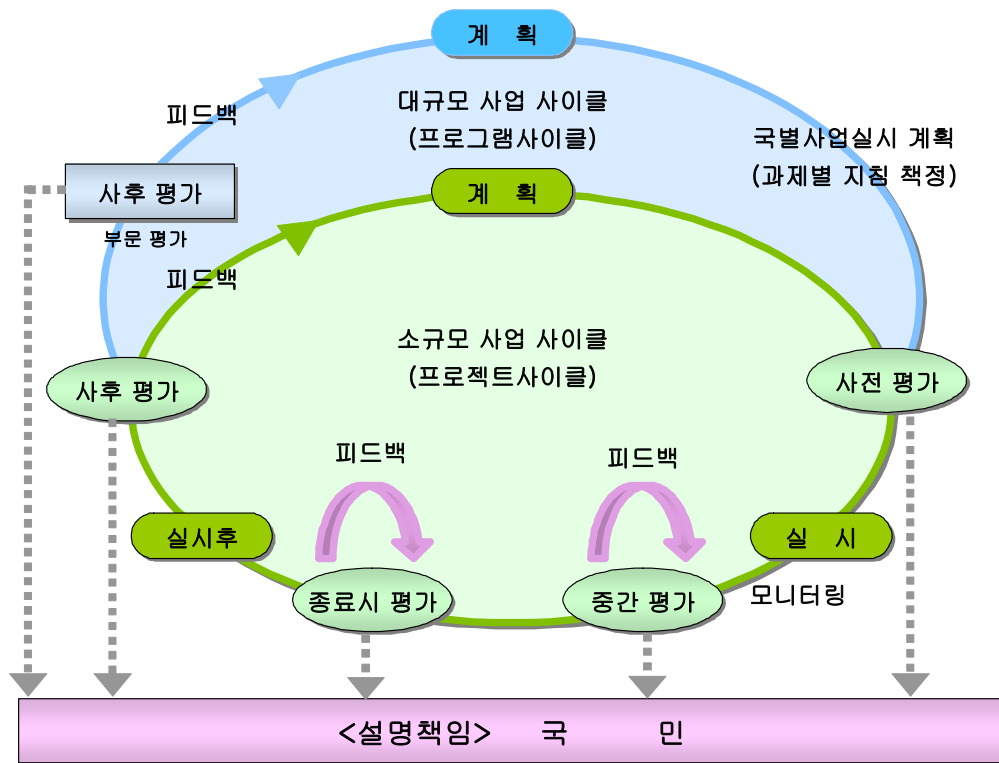 계 획
대규모 사업 사이클
(프로그램사이클)
피드백
국별사업실시 계획
(과제별 지침 책정)
사후 평가
부문 평가
계 획
피드백
소규모 사업 사이클
(프로젝트사이클)
사후 평가
사전 평가
피드백
피드백
실시후
실 시
종료시 평가
중간 평가
모니터링
<설명책임> 국 민